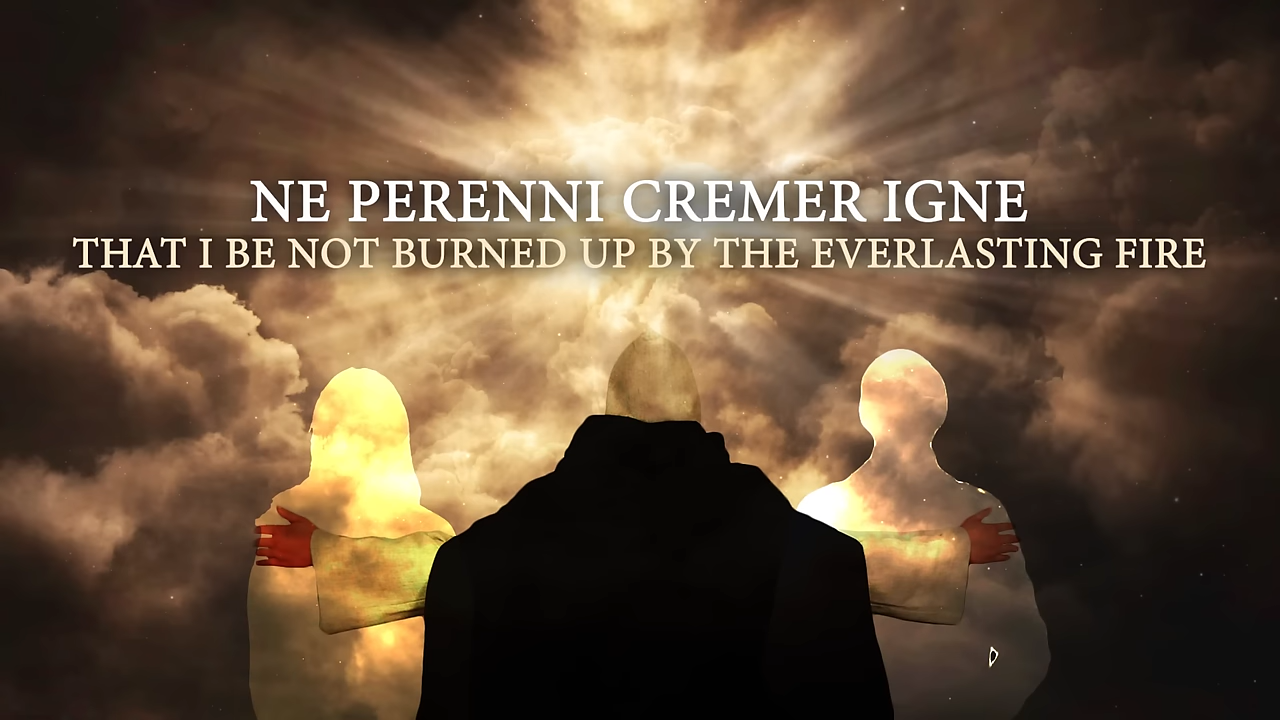 NE PERENNI CREMER IGNE
THAT I BE NOT BURNED UP BY THE EVERLASTING FIRE